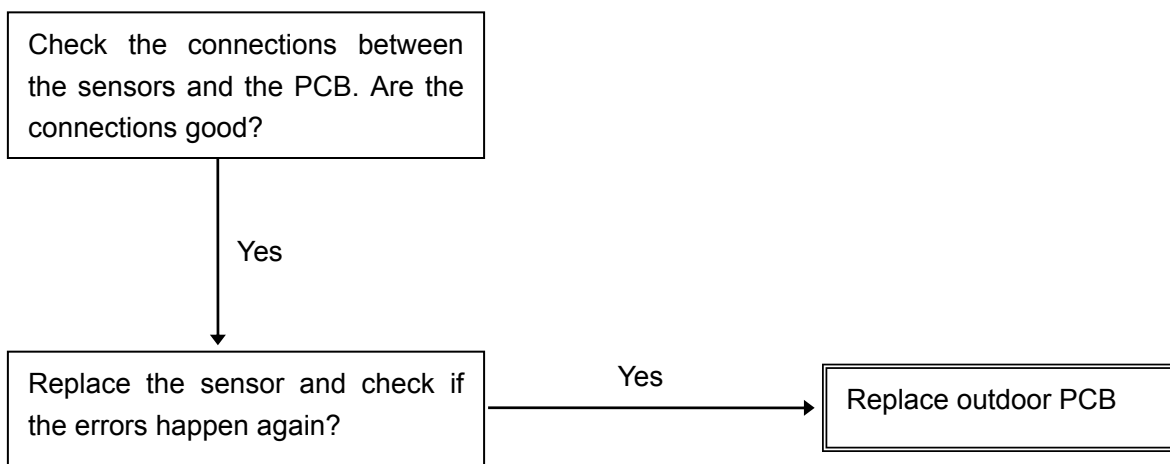 Check the connections between
the sensors and the PCB. Are the
connections good?
Yes
Replace the sensor and check if
the errors happen again?
Yes
Replace outdoor PCB